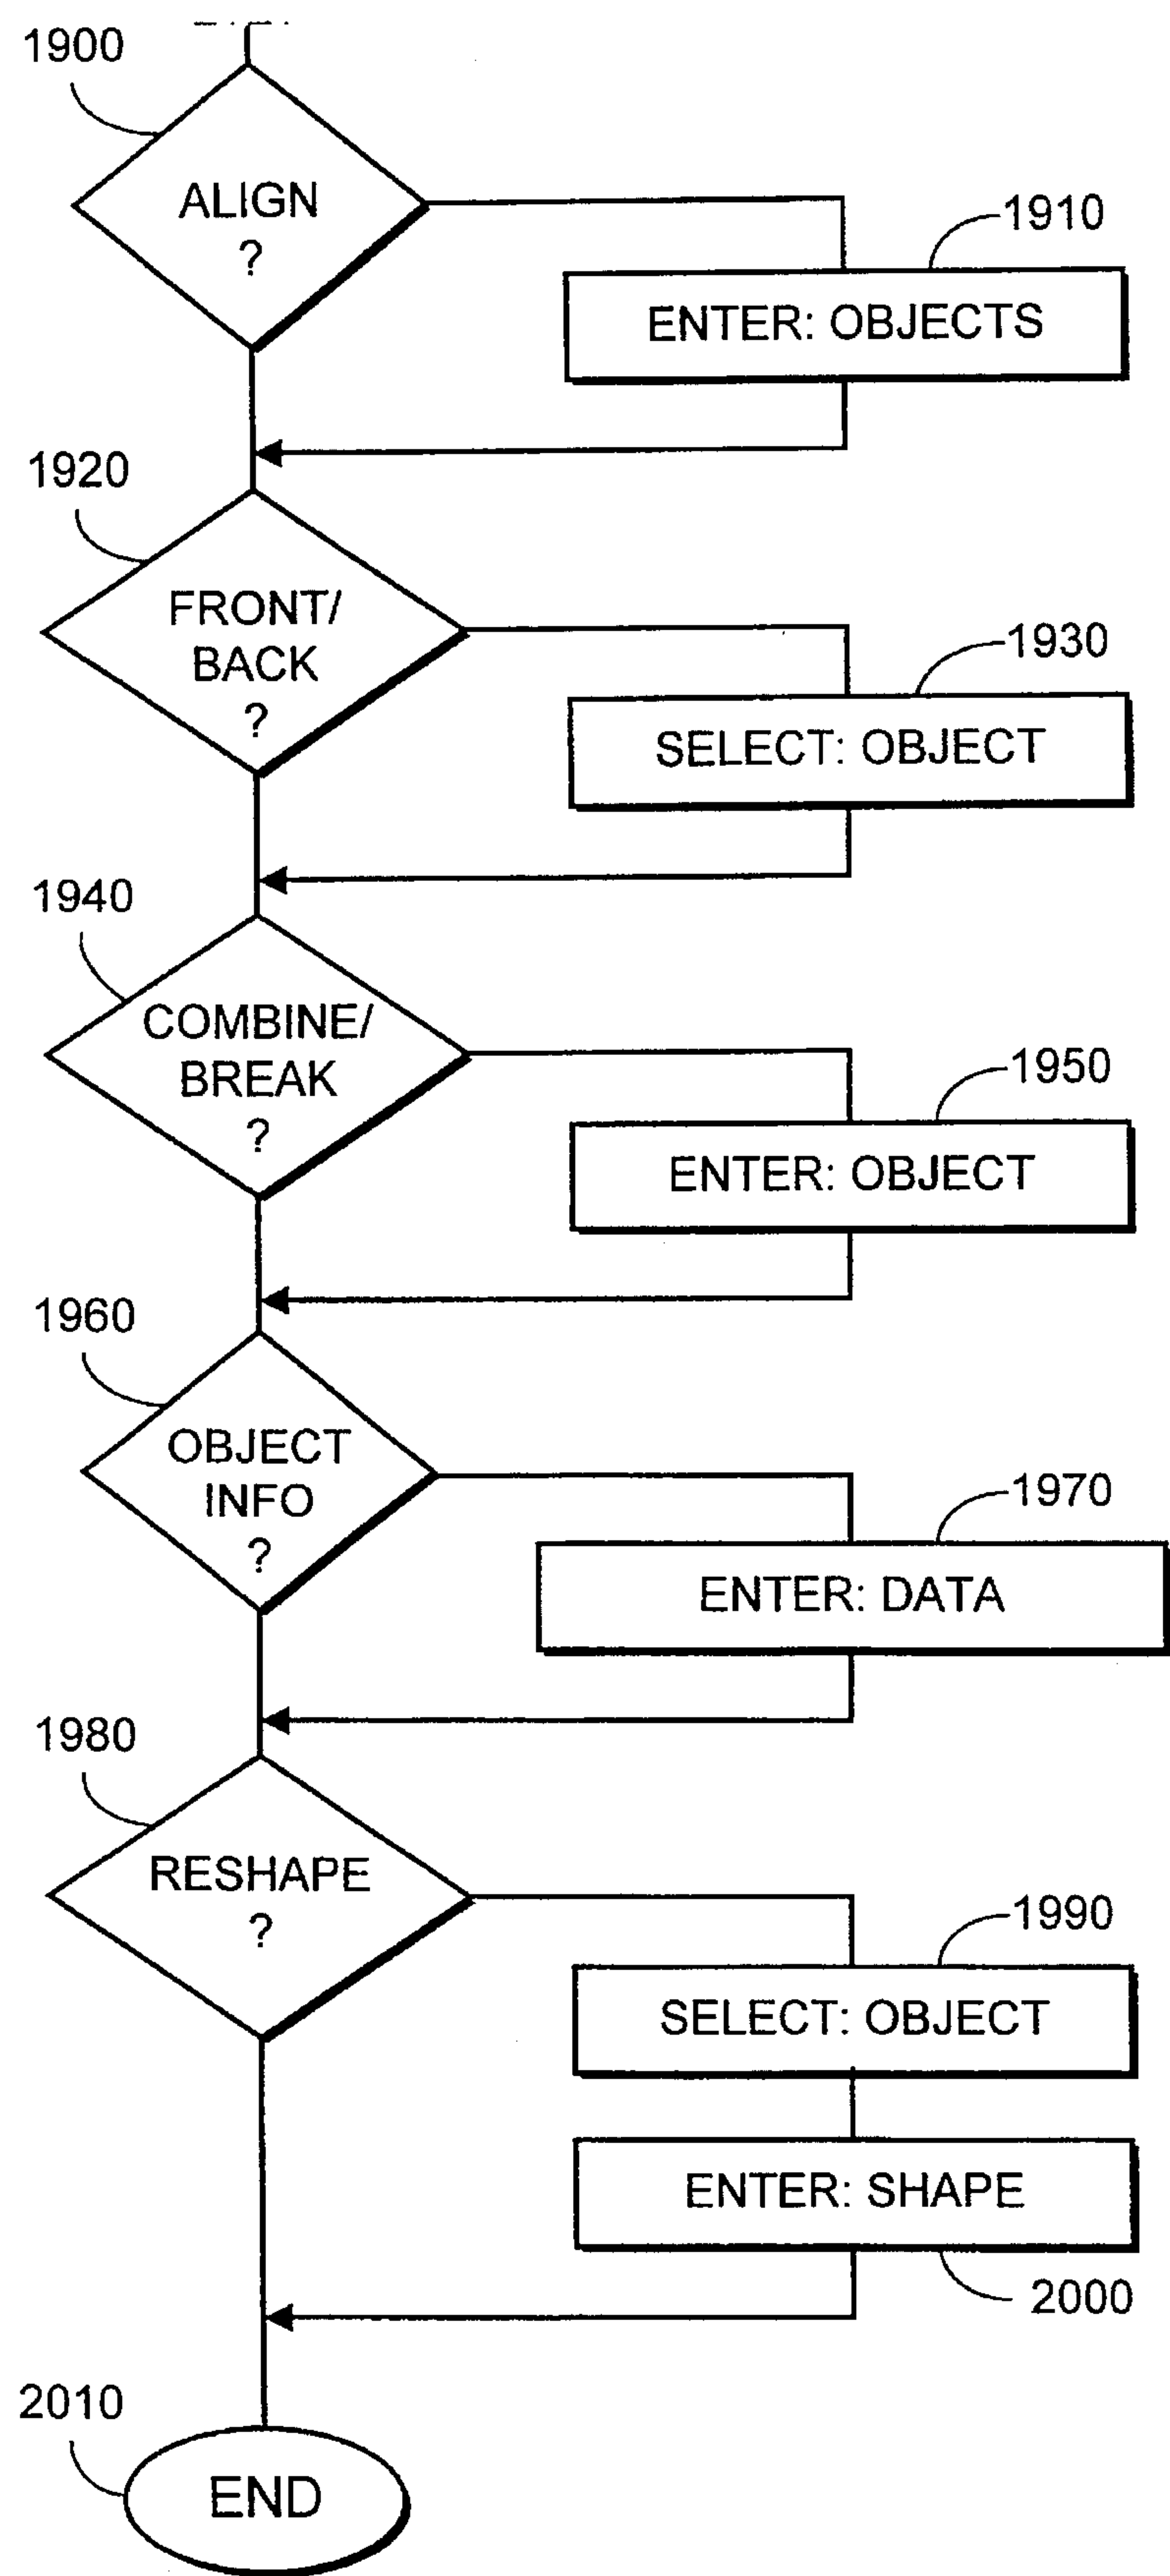 1900
ALIGN
?
1910
ENTER: OBJECTS
1920
FRONT/
BACK
?
1930
SELECT: OBJECT
1940
COMBINE/
BREAK
?
1950
ENTER: OBJECT
1960
OBJECT
INFO
?
1970
ENTER: DATA
1980
RESHAPE
?
1990
SELECT: OBJECT
ENTER: SHAPE
2000
2010
END